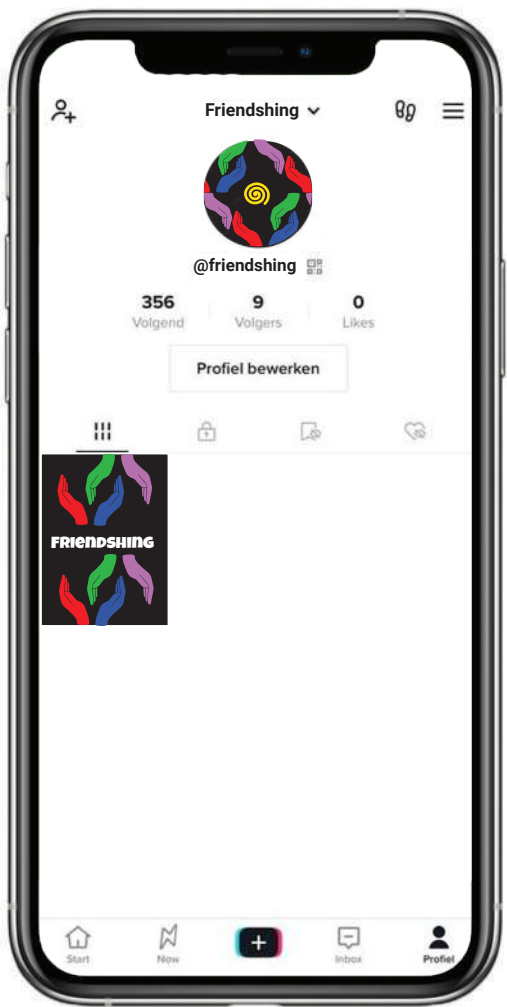 Friendshing
@friendshing
356 9 0
Volgend Volgers Likes
Profiel bewerken
FRIENDSHING
Start Now Inbox Profiel